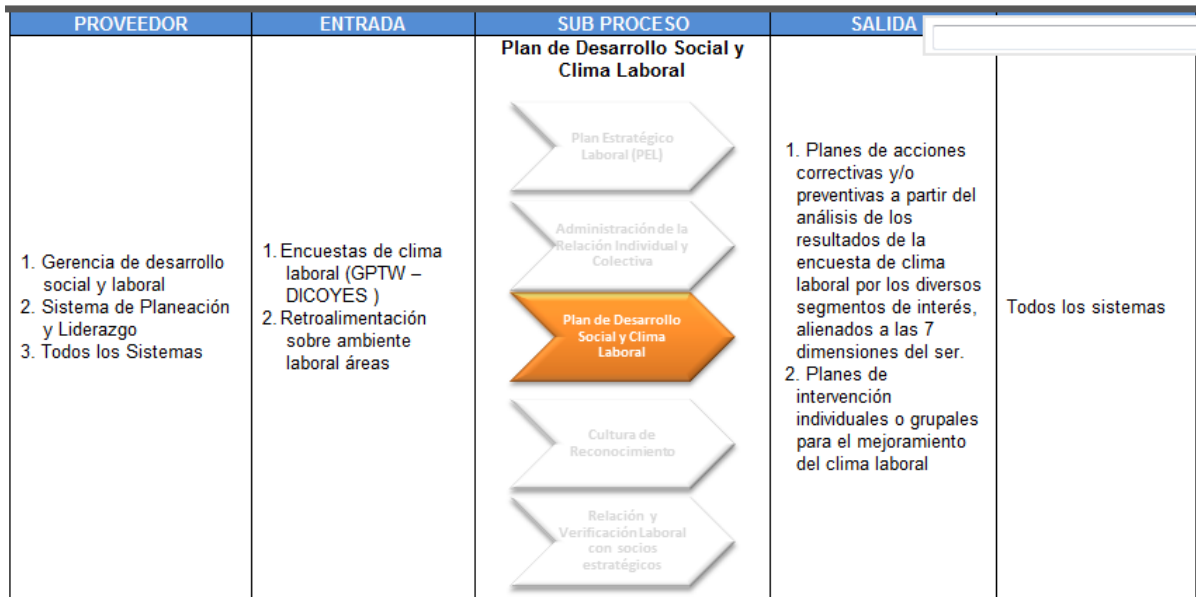 PROVEEDOR
ENTRADA
SUB PROCESO
SALIDA
1. Gerencia de desarrollo
social y laboral
2. Sistema de Planeación
y Liderazgo
3. Todos los Sistemas
1. Encuestas de clima
laboral (GPTW –
DICOYES )
2. Retroalimentación
sobre ambiente
laboral áreas
Plan de Desarrollo Social y
Clima Laboral
Plan Estratégico
Laboral (PEL)
Administración de la
Relación Individual y
Colectiva
Plan de Desarrollo
Social y Clima
Laboral
Cultura de
Reconocimiento
Relación y
Verificación Laboral
con socios
estratégicos
1. Planes de acciones
correctivas y/o
preventivas a partir del
análisis de los
resultados de la
encuesta de clima
laboral por los diversos
segmentos de interés,
alienados a las 7
dimensiones del ser.
2. Planes de
intervención
individuales o grupales
para el mejoramiento
del clima laboral
Todos los sistemas